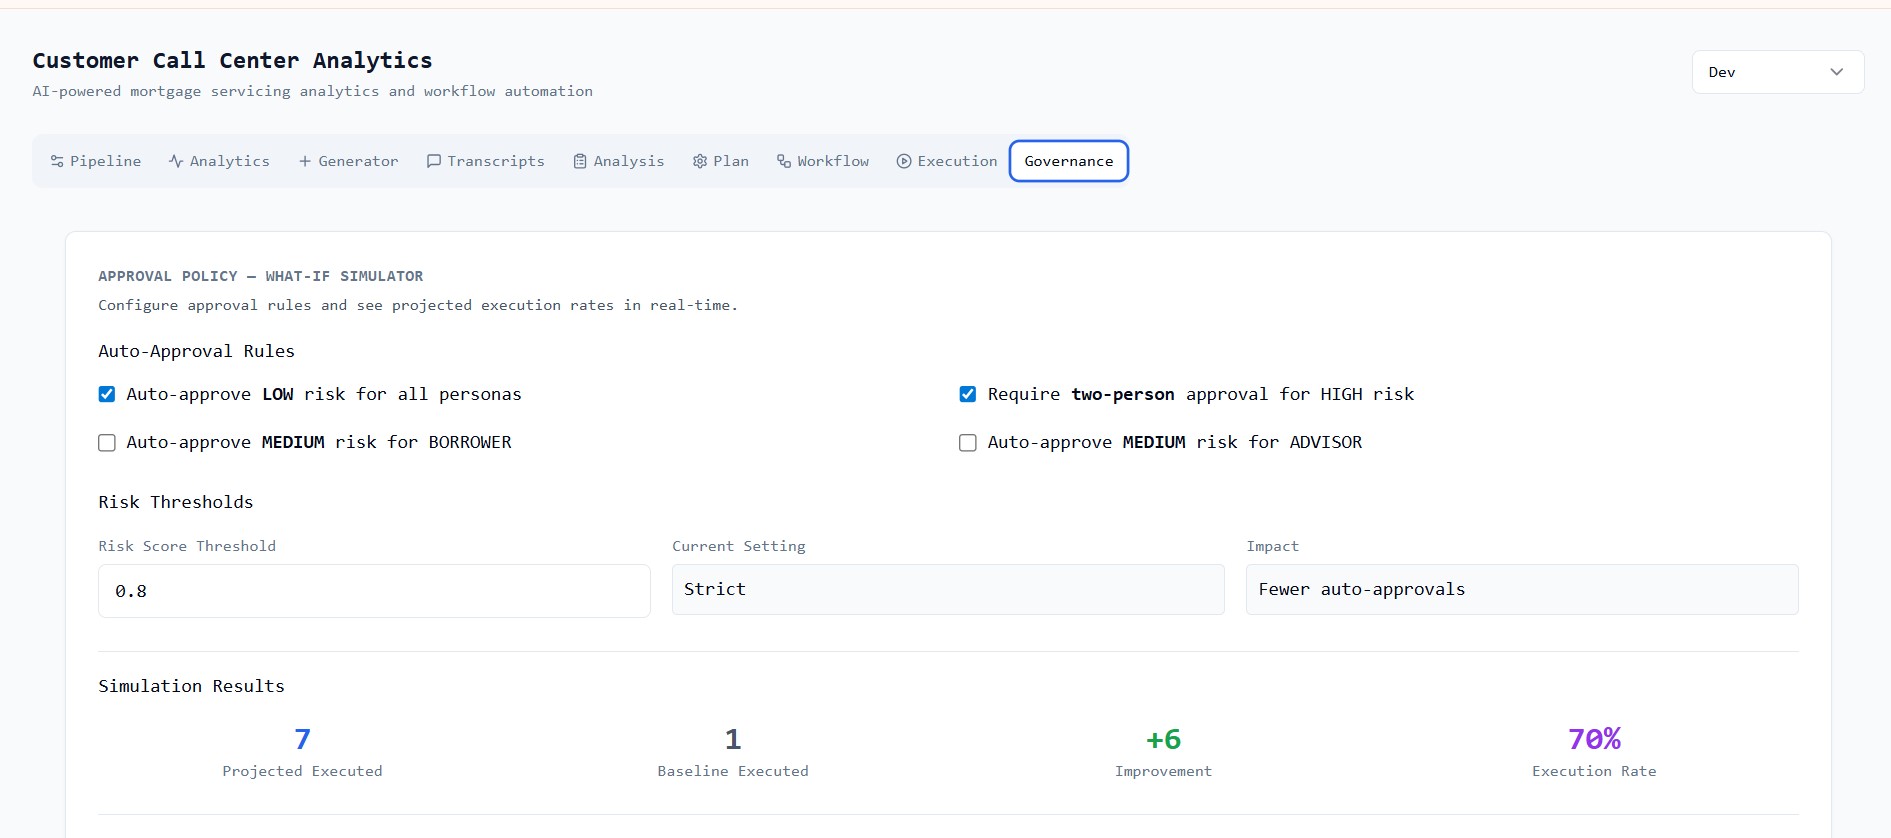 Customer Call Center Analytics
AI-powered mortgage servicing analytics and workflow automation
Dev
Pipeline Analytics Generator Transcripts Analysis Plan Workflow Execution Governance
APPROVAL POLICY — WHAT-IF SIMULATOR
Configure approval rules and see projected execution rates in real-time.
Auto-Approval Rules
Auto-approve LOW risk for all personas
Require two-person approval for HIGH risk
Auto-approve MEDIUM risk for BORROWER
Auto-approve MEDIUM risk for ADVISOR
Risk Thresholds
Risk Score Threshold
Current Setting
Impact
0.8
Strict
Fewer auto-approvals
Simulation Results
7
1
+6
70%
Projected Executed
Baseline Executed
Improvement
Execution Rate